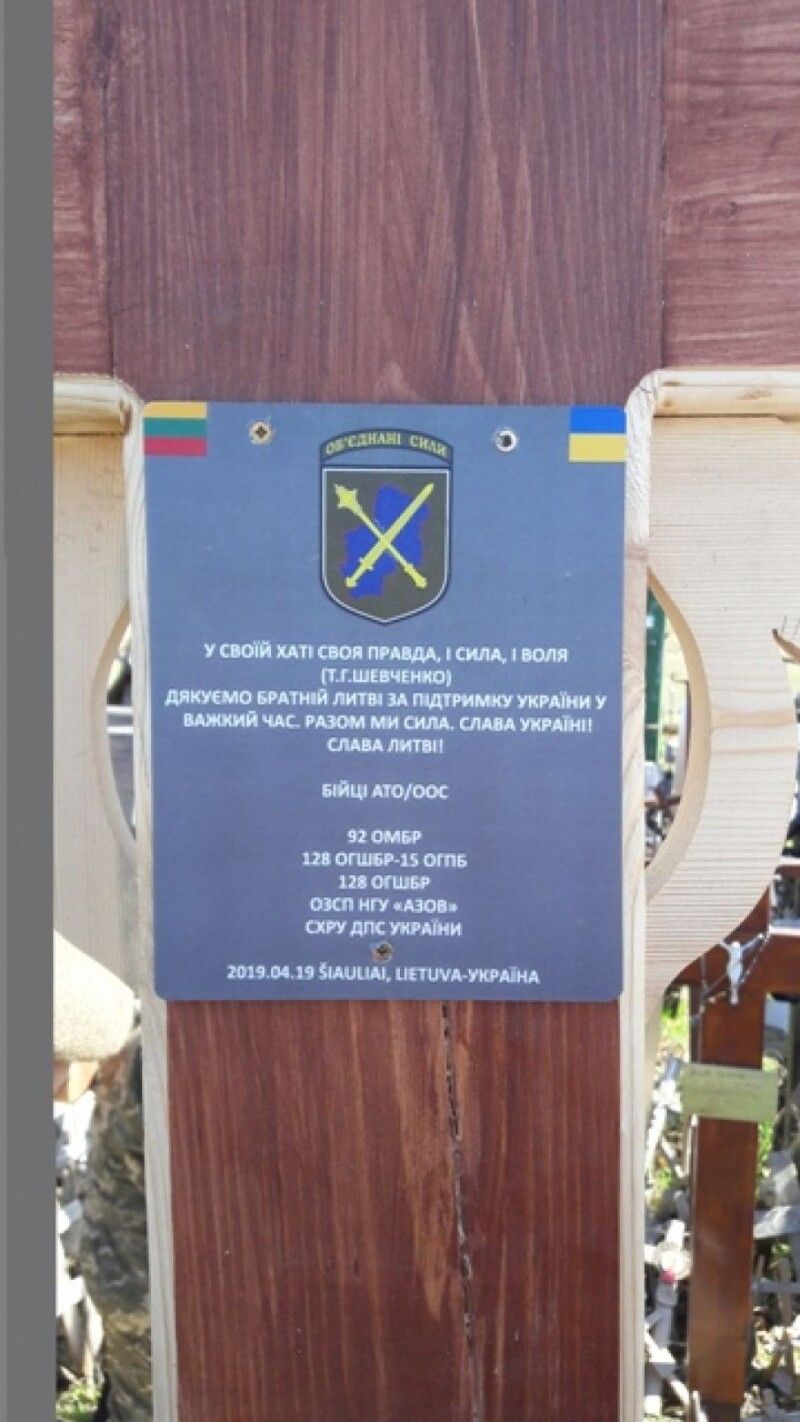 ОБ'ЄДНАНІ СИЛИ
У СВОЇЙ ХАТІ СВОЯ ПРАВДА, І СИЛА, І ВОЛЯ
(Т.Г.ШЕВЧЕНКО)
ДЯКУЄМО БРАТНІЙ ЛИТВІ ЗА ПІДТРИМКУ УКРАЇНИ У
ВАЖКИЙ ЧАС. РАЗОМ МИ СИЛА. СЛАВА УКРАЇНІ!
СЛАВА ЛИТВІ!
БІЙЦІ АТО/ООС
92 ОМБР
128 ОГШБР-15 ОГПБ
128 ОГШБР
ОЗСП НГУ «АЗОВ»
СХРУ ДПС УКРАЇНИ
2019.04.19 ŠIAULIAI, LIETUVA-УКРАЇНА